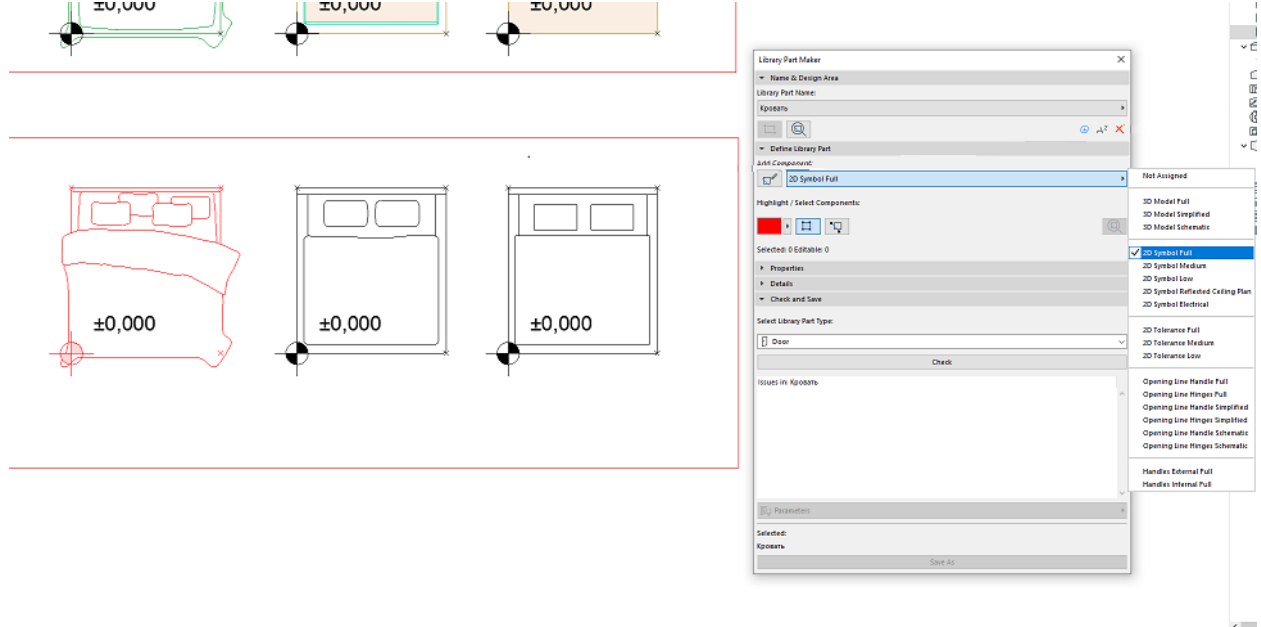 ±0,000
±0,000
±0,000
±0,000
±0,000
±0,000
Library Part Maker
Name & Design Area
Library Part Name:
Кровать
Define Library Part
Add Component:
2D Symbol Full
Highlight / Select Components:
Selected: 0 Editable: 0
Properties
Details
Check and Save
Select Library Part Type:
Door
Check
Issues in: Кровать
Parameters
Selected:
Кровать
Save As
Not Assigned
3D Model Full
3D Model Simplified
3D Model Schematic
2D Symbol Full
2D Symbol Medium
2D Symbol Low
2D Symbol Reflected Ceiling Plan
2D Symbol Electrical
2D Tolerance Full
2D Tolerance Medium
2D Tolerance Low
Opening Line Handle Full
Opening Line Hinges Full
Opening Line Handle Simplified
Opening Line Hinges Simplified
Opening Line Handle Schematic
Opening Line Hinges Schematic
Handles External Full
Handles Internal Full